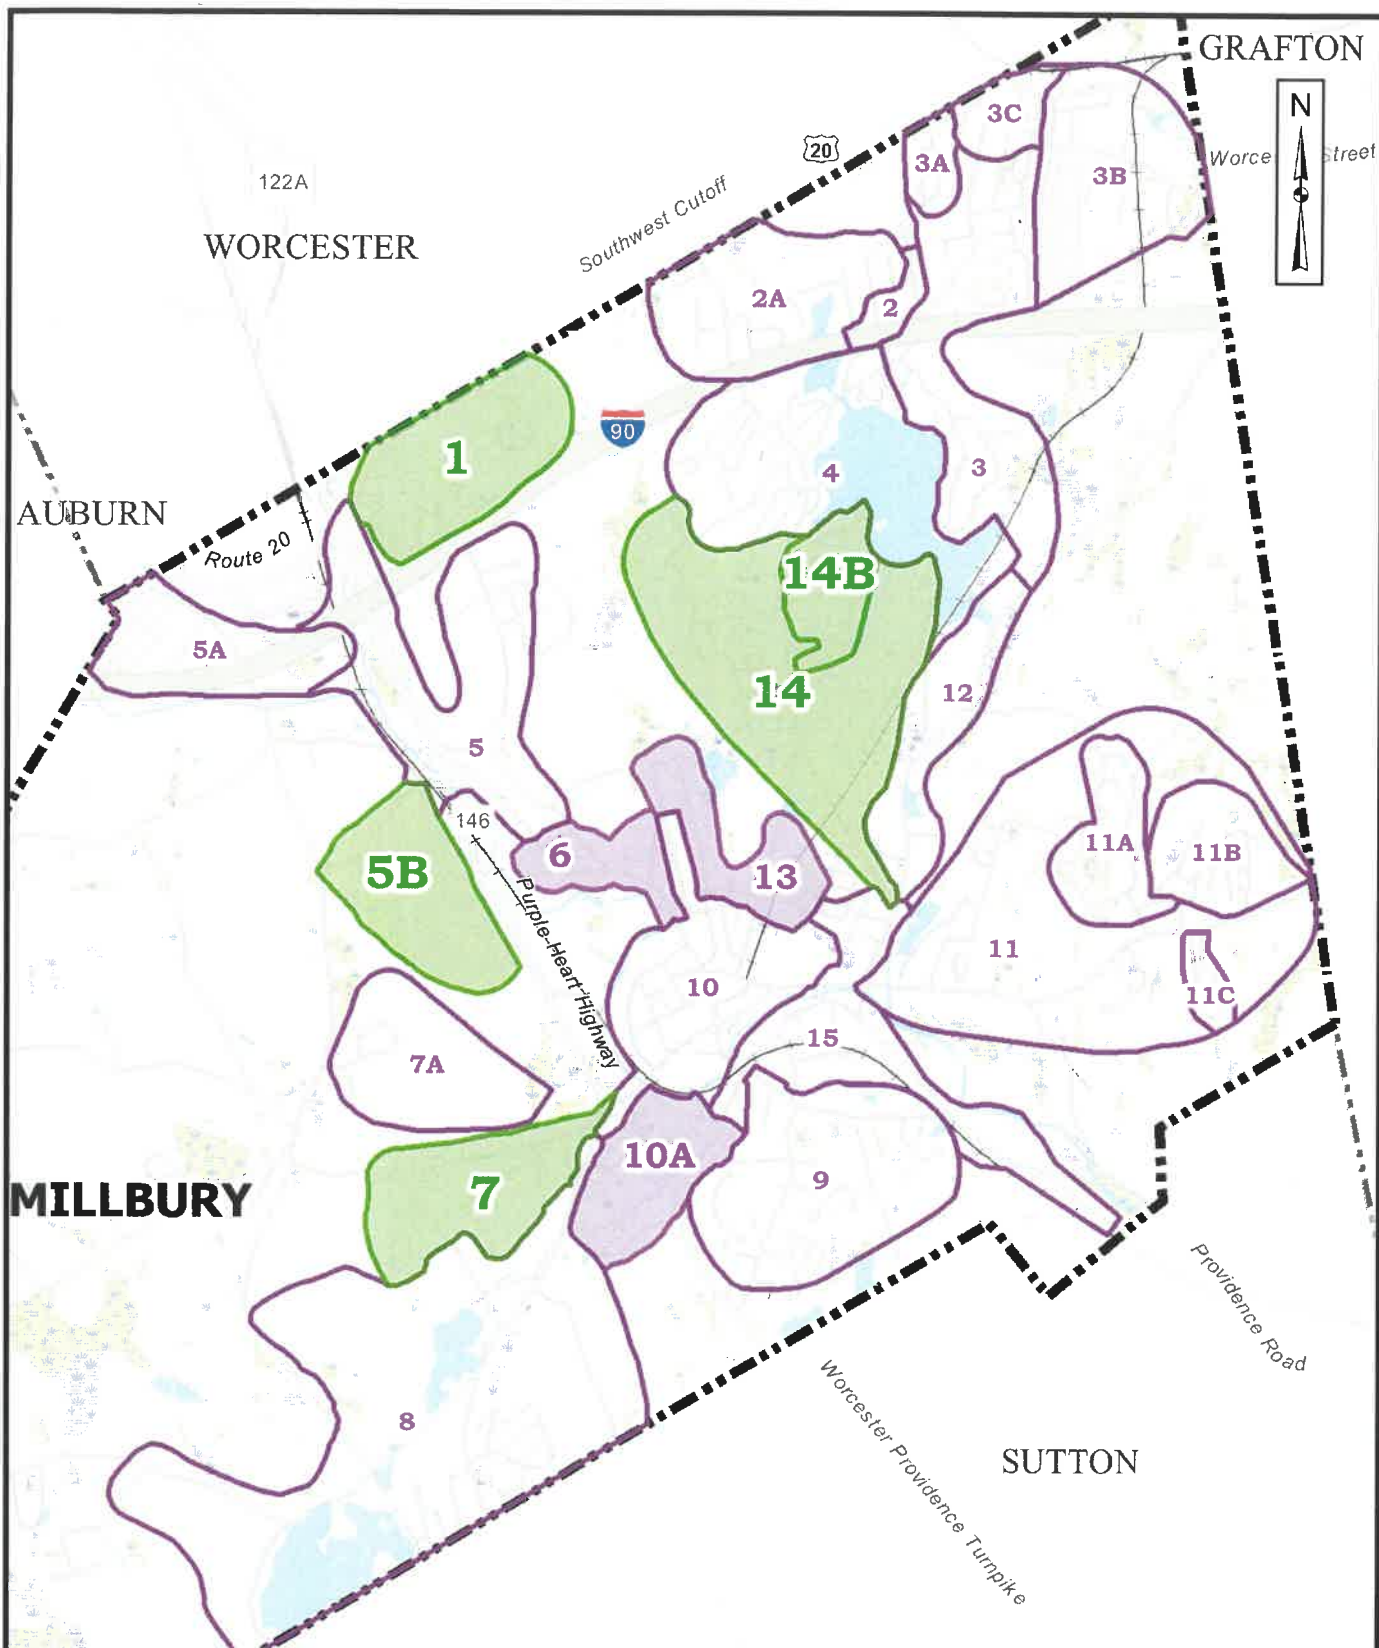 GRAFTON
N
3C
20
3A
3B
Street
122A
Southwest Cutoff
WORCESTER
2A
2
1
90
4
3
AUBURN
Route 20
14B
5A
14
12
5
146
6
5B
13
11A
11B
Purple Heart Highway
11
10
11C
15
7A
10A
9
7
MILLBURY
Providence Road
8
Worcester Providence Turnpike
SUTTON